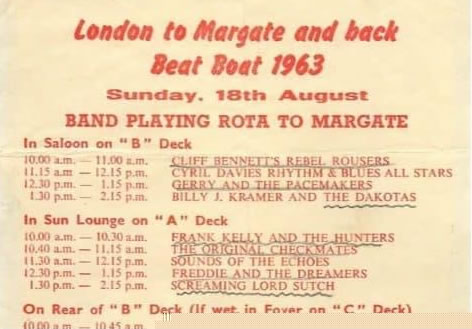 London to Margate and back
Beat Boat 1963
Sunday, 18th August
BAND PLAYING ROTA TO MARGATE
In Saloon on "B" Deck
10.00 a.m. — 11.00 a.m. CLIFF BENNETT'S REBEL ROUSERS
11.15 a.m — 12.15 p.m. CYRIL DAVIES RHYTHM & BLUES ALL STARS
12.30 p.m. — 1.15 p.m. GERRY AND THE PACEMAKERS
1.30 p.m. — 2.15 p.m. BILLY J. KRAMER AND THE DAKOTAS
In Sun Lounge on "A" Deck
10.00 a.m. — 10.30 a.m. FRANK KELLY AND THE HUNTERS
10.40 a.m. — 11.15 a.m. THE ORIGINAL CHECKMATES
11.30 a.m. — 12.15 p.m. SOUNDS OF THE ECHOES
12.30 p.m. — 1.15 p.m. FREDDIE AND THE DREAMERS
1.30 p.m. — 2.15 p.m. SCREAMING LORD SUTCH
On Rear of "B" Deck (If wet, in Foyer on "C" Deck)
10.00 a.m. — 10.45 a.m.